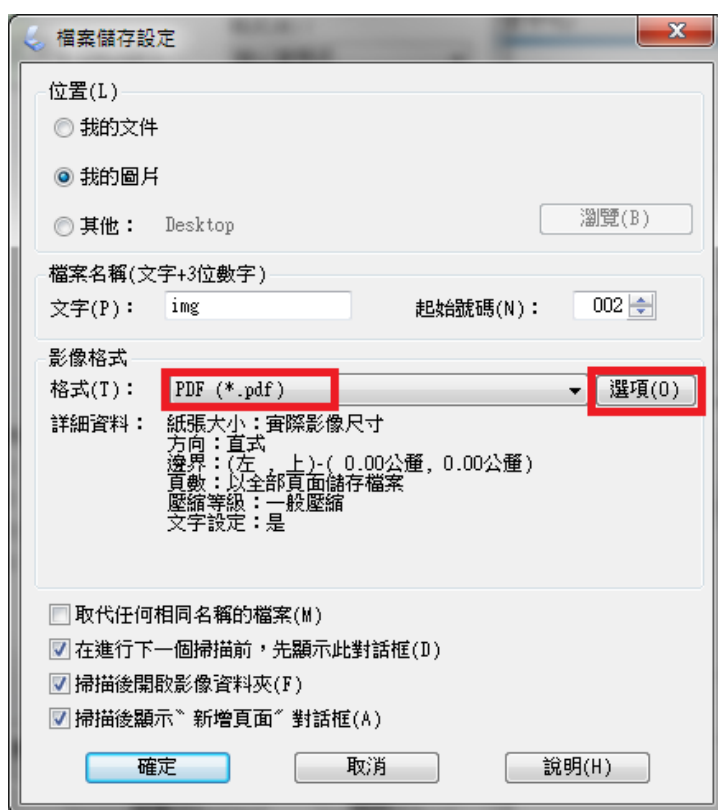 檔案儲存設定
位置(L)
我的文件
我的圖片
其他： Desktop 瀏覽(B)
檔案名稱(文字+3位數字)
文字(P)： img 起始號碼(N)： 002
影像格式
格式(T)： PDF (*.pdf) 選項(O)
詳細資料： 紙張大小：實際影像尺寸
方向：直式
邊界：(左 , 上)-( 0.00公釐, 0.00公釐)
頁數：以全部頁面儲存檔案
壓縮等級：一般壓縮
文字設定：是
取代任何相同名稱的檔案(M)
在進行下一個掃描前，先顯示此對話框(D)
掃描後開啟影像資料夾(F)
掃描後顯示〝新增頁面〞對話框(A)
確定 取消 說明(H)